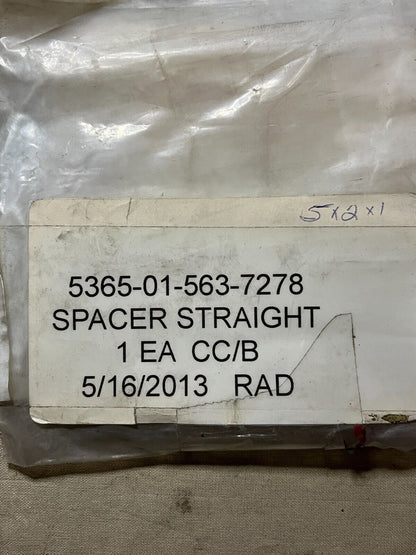 5x2x1
5365-01-563-7278
SPACER STRAIGHT
1 EA CC/B
5/16/2013 RAD